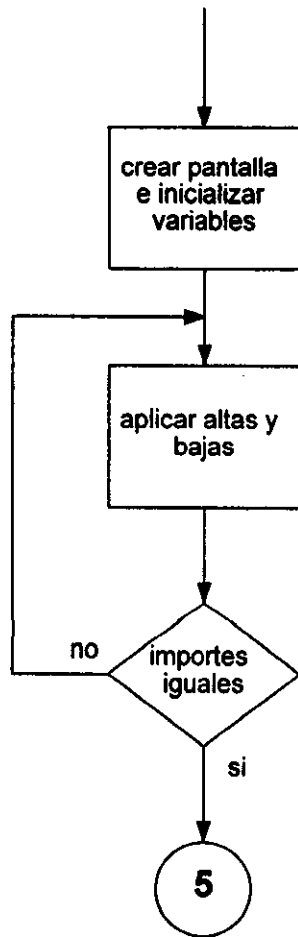 crear pantalla
e inicializar
variables
aplicar altas y
bajas
no
importes
iguales
si
5